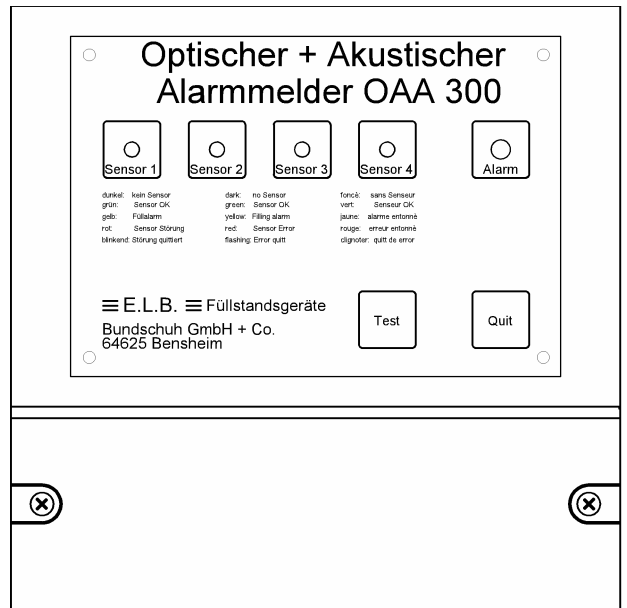 Optischer + Akustischer
Alarmmelder OAA 300
Sensor 1 Sensor 2 Sensor 3 Sensor 4 Alarm
dunkel: kein Sensor dark: no Sensor foncè: sans Senseur
grün: Sensor OK green: Sensor OK vert: Senseur OK
gelb: Füllalarm yellow: Filling alarm jaune: alarme entonnè
rot: Sensor Störung red: Sensor Error rouge: erreur entonnè
blinkend: Störung quittiert flashing: Error quitt clignoter: quit de error
E.L.B. Füllstandsgeräte
Bundschuh GmbH + Co.
64625 Bensheim
Test Quit